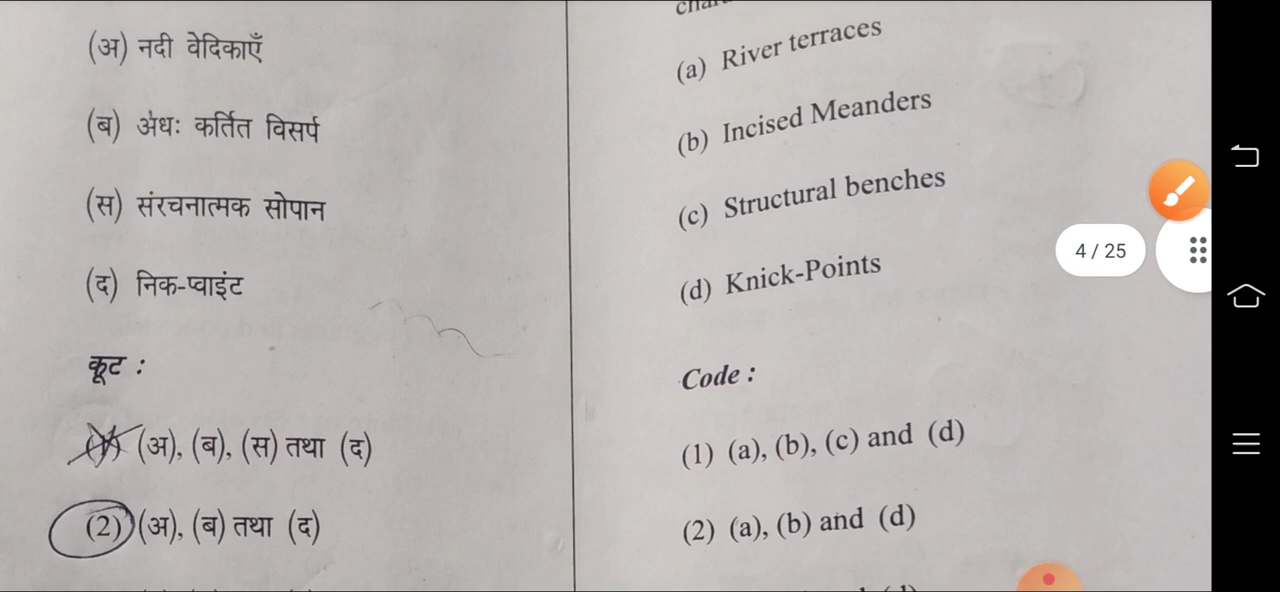 (अ) नदी वेदिकाएँ
(ब) अंधः कर्तित विसर्प
(स) संरचनात्मक सोपान
(द) निक-प्वाइंट
कूट :
(अ), (ब), (स) तथा (द)
(2) (अ), (ब) तथा (द)
(a) River terraces
(b) Incised Meanders
(c) Structural benches
(d) Knick-Points
Code :
(1) (a), (b), (c) and (d)
(2) (a), (b) and (d)
4 / 25